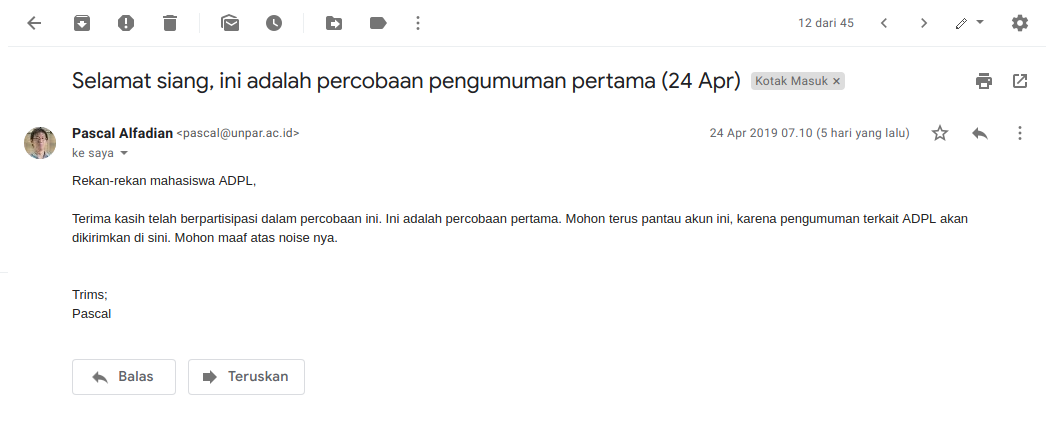 12 dari 45
Selamat siang, ini adalah percobaan pengumuman pertama (24 Apr)
Kotak Masuk ×
Pascal Alfadian <pascal@unpar.ac.id>
24 Apr 2019 07.10 (5 hari yang lalu)
ke saya
Rekan-rekan mahasiswa ADPL,
Terima kasih telah berpartisipasi dalam percobaan ini. Ini adalah percobaan pertama. Mohon terus pantau akun ini, karena pengumuman terkait ADPL akan
dikirimkan di sini. Mohon maaf atas noise nya.
Trims;
Pascal
Balas
Teruskan